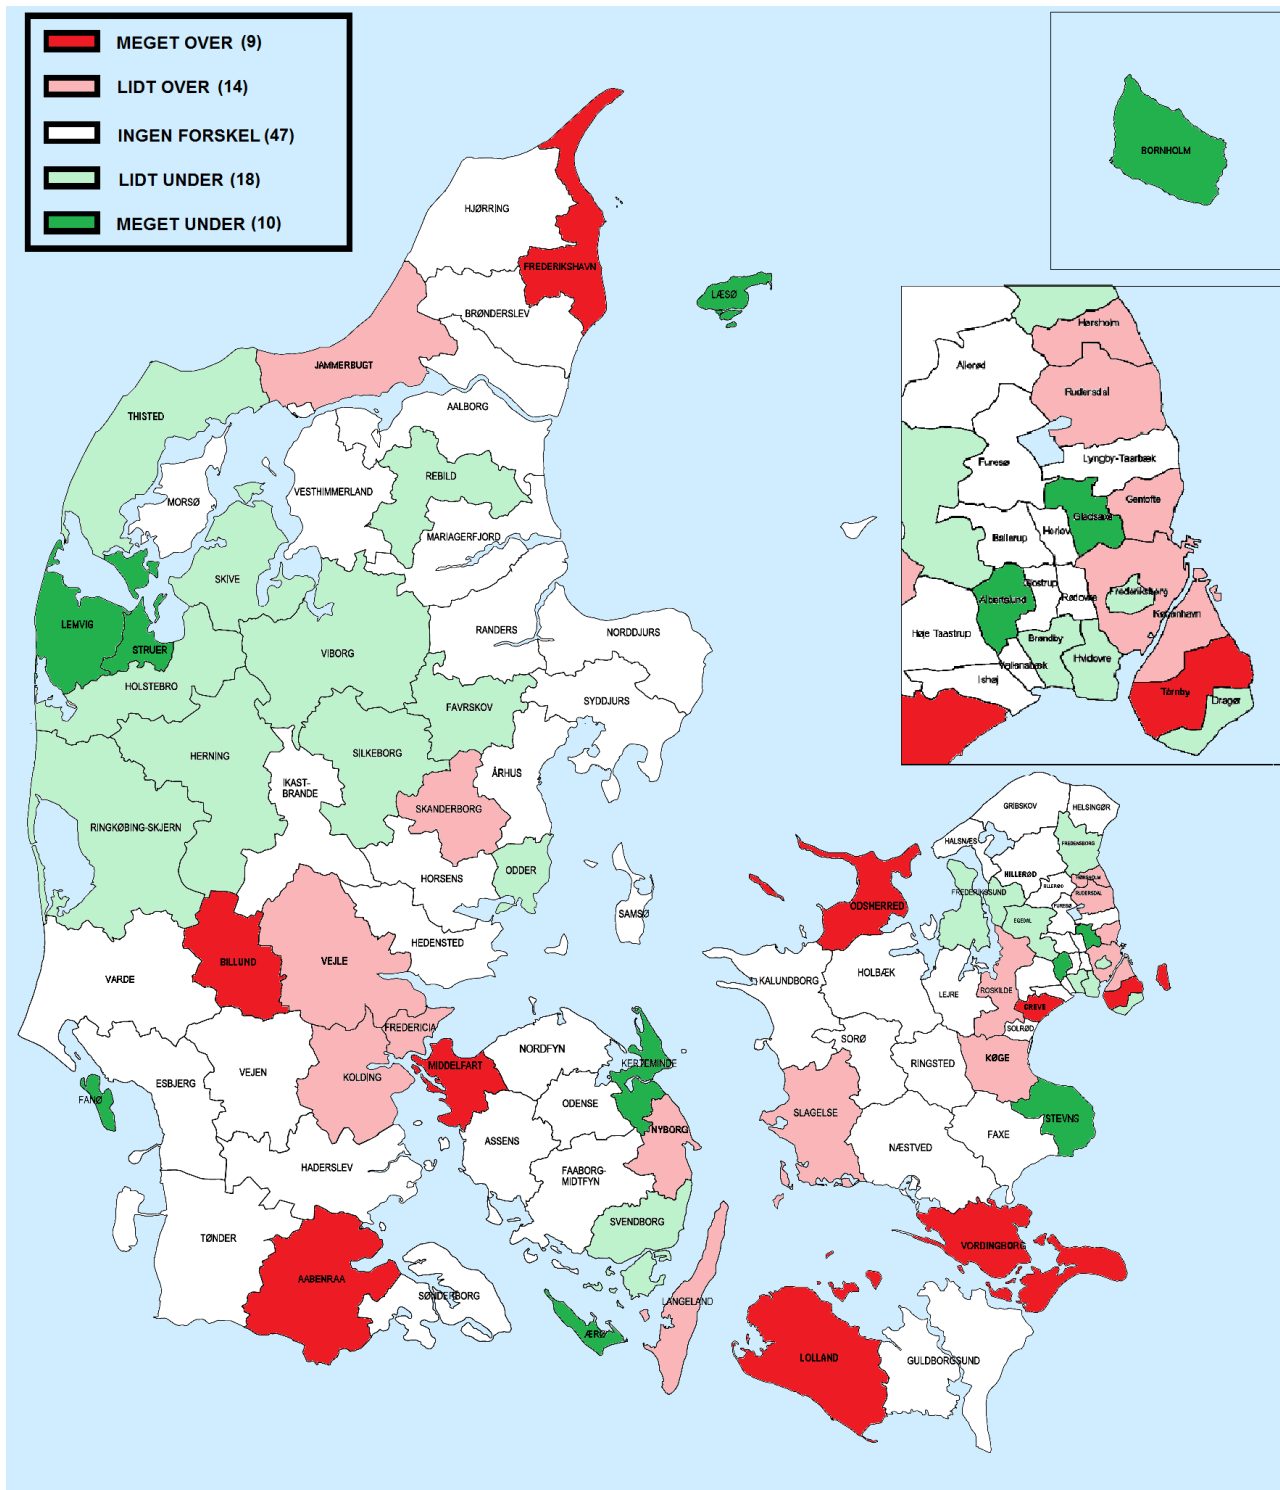 MEGET OVER (9)
LIDT OVER (14)
INGEN FORSKEL (47)
LIDT UNDER (18)
MEGET UNDER (10)
BORNHOLM
HJØRRING
FREDERIKSHAVN
LÆSØ
BRØNDERSLEV
JAMMERBUGT
AALBORG
THISTED
REBILD
VESTHIMMERLAND
MORSØ
MARIAGERFJORD
SKIVE
LEMVIG
STRUER
VIBORG
RANDERS
NORDDJURS
HOLSTEBRO
FAVRSKOV
SYDDJURS
HERNING
SILKEBORG
IKAST-
BRANDE
ÅRHUS
SKANDERBORG
RINGKØBING-SKJERN
ODDER
HORSENS
SAMSØ
HEDENSTED
BILLUND
VEJLE
VARDE
FREDERICIA
KOLDING
VEJEN
ESBJERG
FANØ
HADERSLEV
TØNDER
AABENRAA
SØNDERBORG
MIDDELFART
NORDFYN
KERTEMINDE
ODENSE
ASSENS
NYBORG
FAABORG-
MIDTFYN
SVENDBORG
LANGELAND
ÆRØ
Hørsholm
Allerød
Rudersdal
Furesø
Lyngby-Taarbæk
Gentofte
Gladsaxe
Ballerup
Herlev
Glostrup
Rødovre
Frederiksberg
København
Albertslund
Høje Taastrup
Brøndby
Hvidovre
Vallensbæk
Ishøj
Tårnby
Dragør
GRIBSKOV
HELSINGØR
HALSNÆS
FREDENSBORG
HILLERØD
HØRSHOLM
RUDERSDAL
ALLERØD
FREDERIKSSUND
FURESØ
EGEDAL
ODSHERRED
HOLBÆK
KALUNDBORG
LEJRE
ROSKILDE
GREVE
SOLRØD
SORØ
RINGSTED
KØGE
SLAGELSE
STEVNS
FAXE
NÆSTVED
VORDINGBORG
LOLLAND
GULDBORGSUND